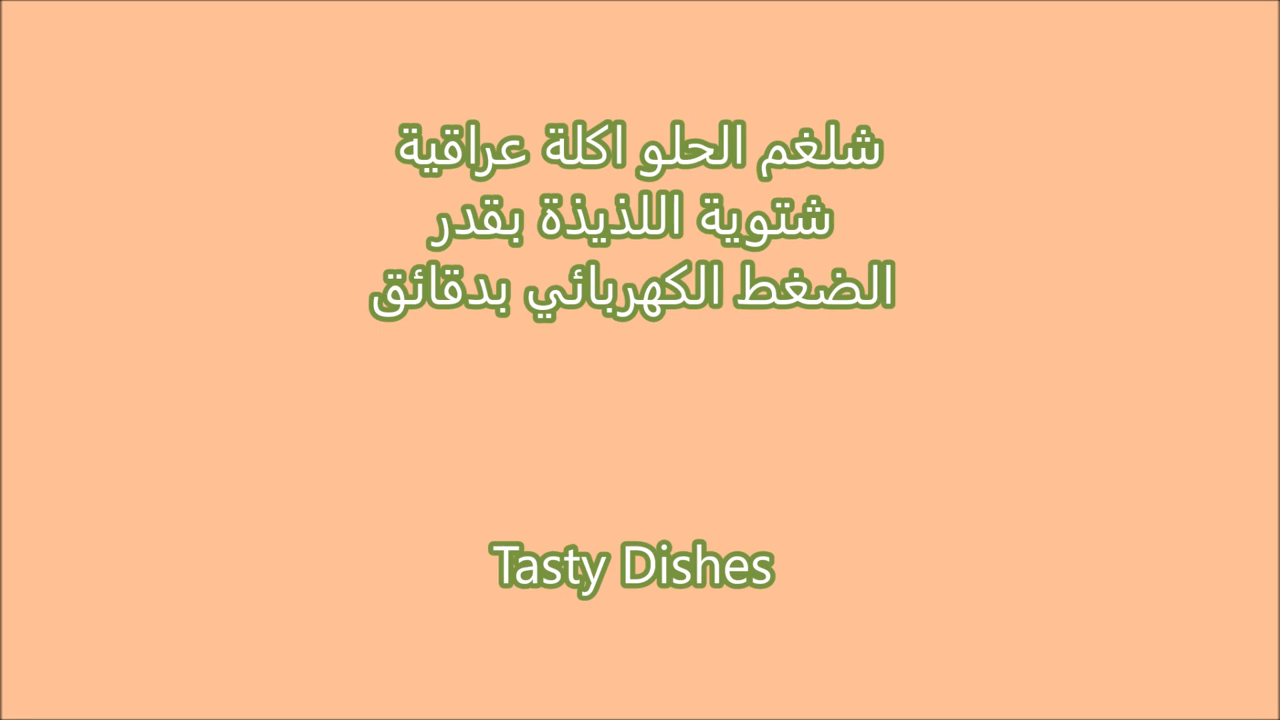 شلغم الحلو اكلة عراقية
شتوية اللذيذة بقدر
الضغط الكهربائي بدقائق
Tasty Dishes